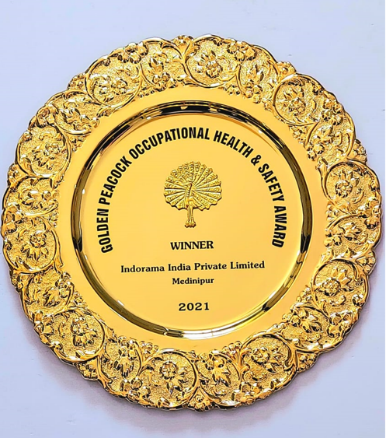 GOLDEN PEACOCK OCCUPATIONAL HEALTH & SAFETY AWARD
WINNER
Indorama India Private Limited
Medinipur
2021